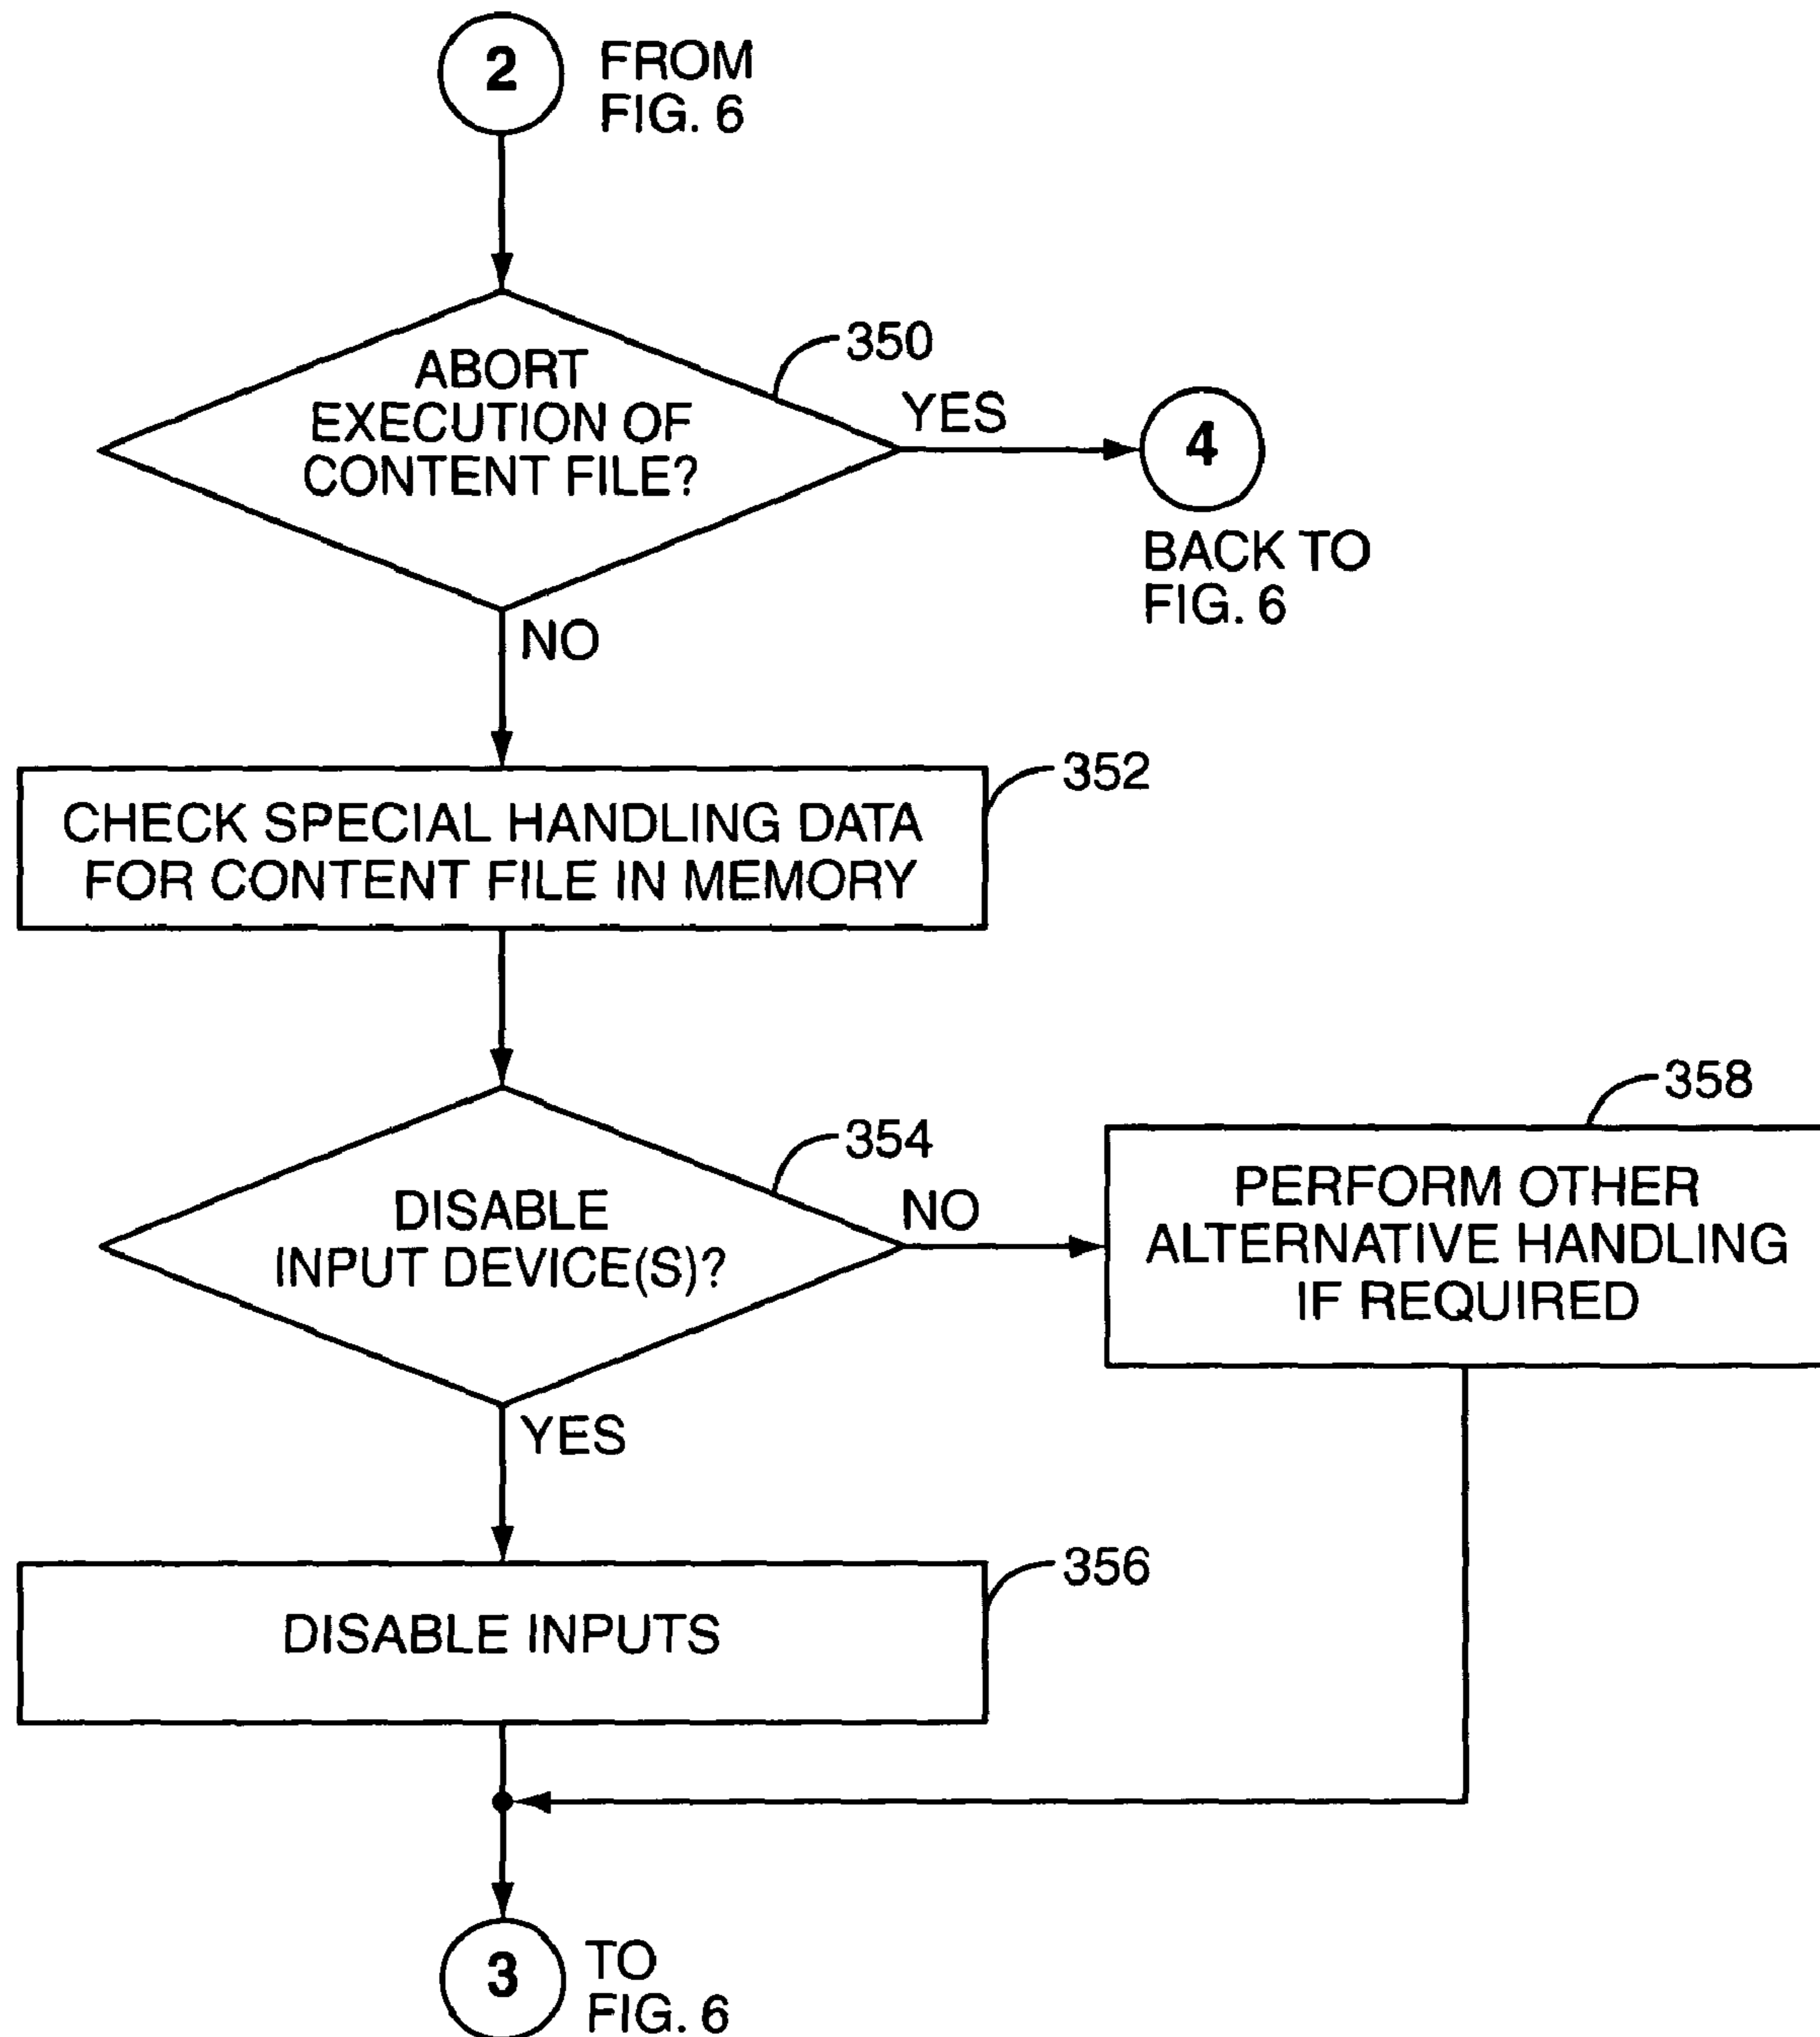 2
FROM
FIG. 6
ABORT
EXECUTION OF
CONTENT FILE?
350
YES
4
BACK TO
FIG. 6
NO
352
CHECK SPECIAL HANDLING DATA
FOR CONTENT FILE IN MEMORY
354
DISABLE
INPUT DEVICE(S)?
NO
358
PERFORM OTHER
ALTERNATIVE HANDLING
IF REQUIRED
YES
356
DISABLE INPUTS
3
TO
FIG. 6